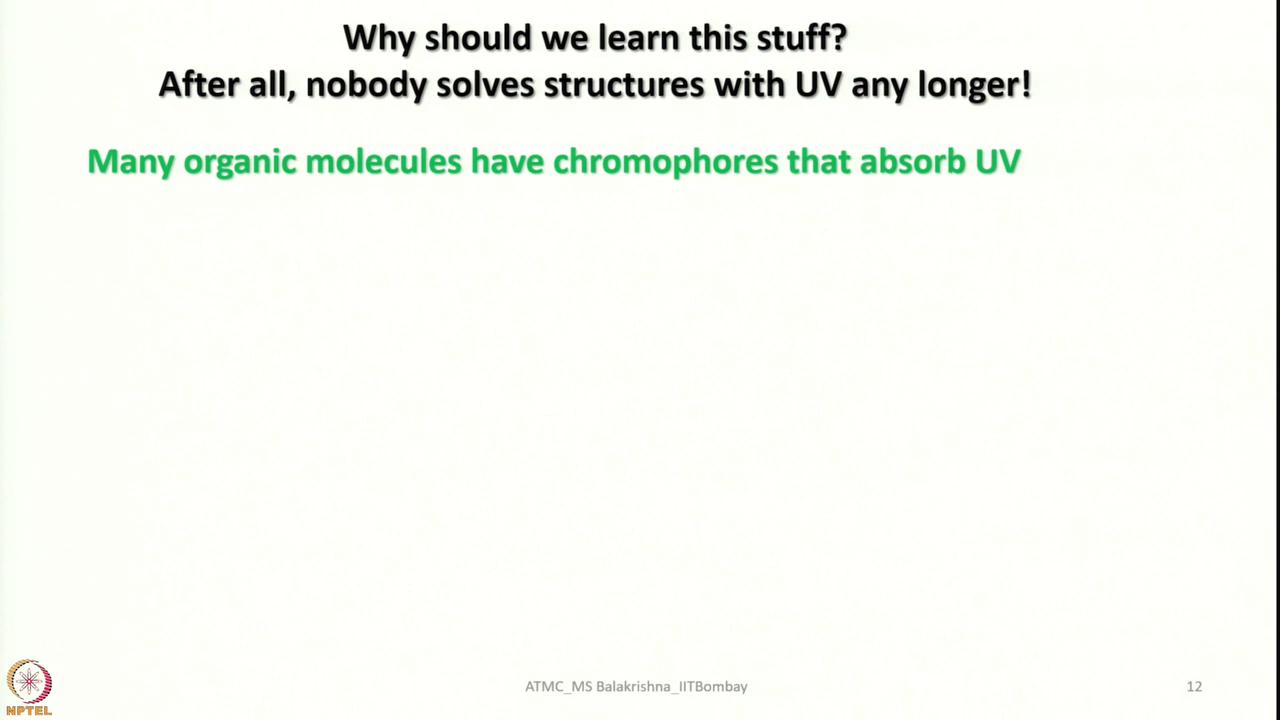 Why should we learn this stuff?
After all, nobody solves structures with UV any longer!
Many organic molecules have chromophores that absorb UV
ATMC_MS Balakrishna_IITBombay
12
NPTEL